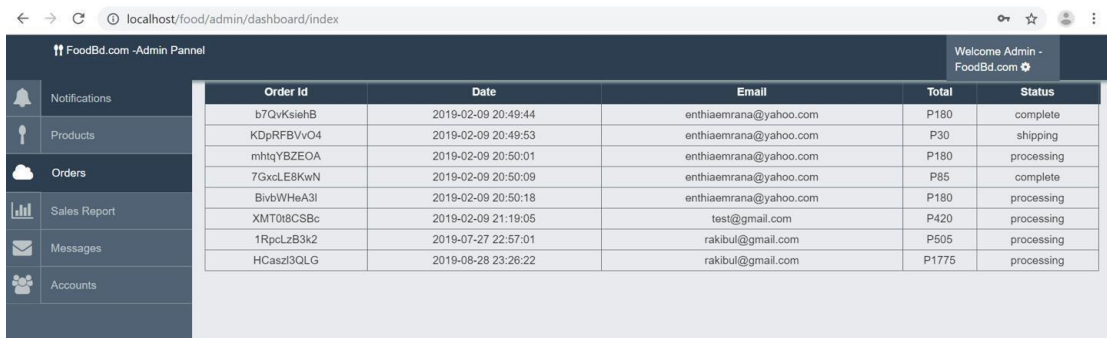 localhost/food/admin/dashboard/index
FoodBd.com -Admin Pannel
Welcome Admin -
FoodBd.com
Notifications
Products
Orders
Sales Report
Messages
Accounts
Order Id Date Email Total Status
b7QvKsiehB 2019-02-09 20:49:44 enthiaemrana@yahoo.com P180 complete
KDpRFBVvO4 2019-02-09 20:49:53 enthiaemrana@yahoo.com P30 shipping
mhtqYBZEOA 2019-02-09 20:50:01 enthiaemrana@yahoo.com P180 processing
7GxcLE8KwN 2019-02-09 20:50:09 enthiaemrana@yahoo.com P85 complete
BivbWHeA3l 2019-02-09 20:50:18 enthiaemrana@yahoo.com P180 processing
XMT0t8CSBc 2019-02-09 21:19:05 test@gmail.com P420 processing
1RpcLzB3k2 2019-07-27 22:57:01 rakibul@gmail.com P505 processing
HCaszl3QLG 2019-08-28 23:26:22 rakibul@gmail.com P1775 processing